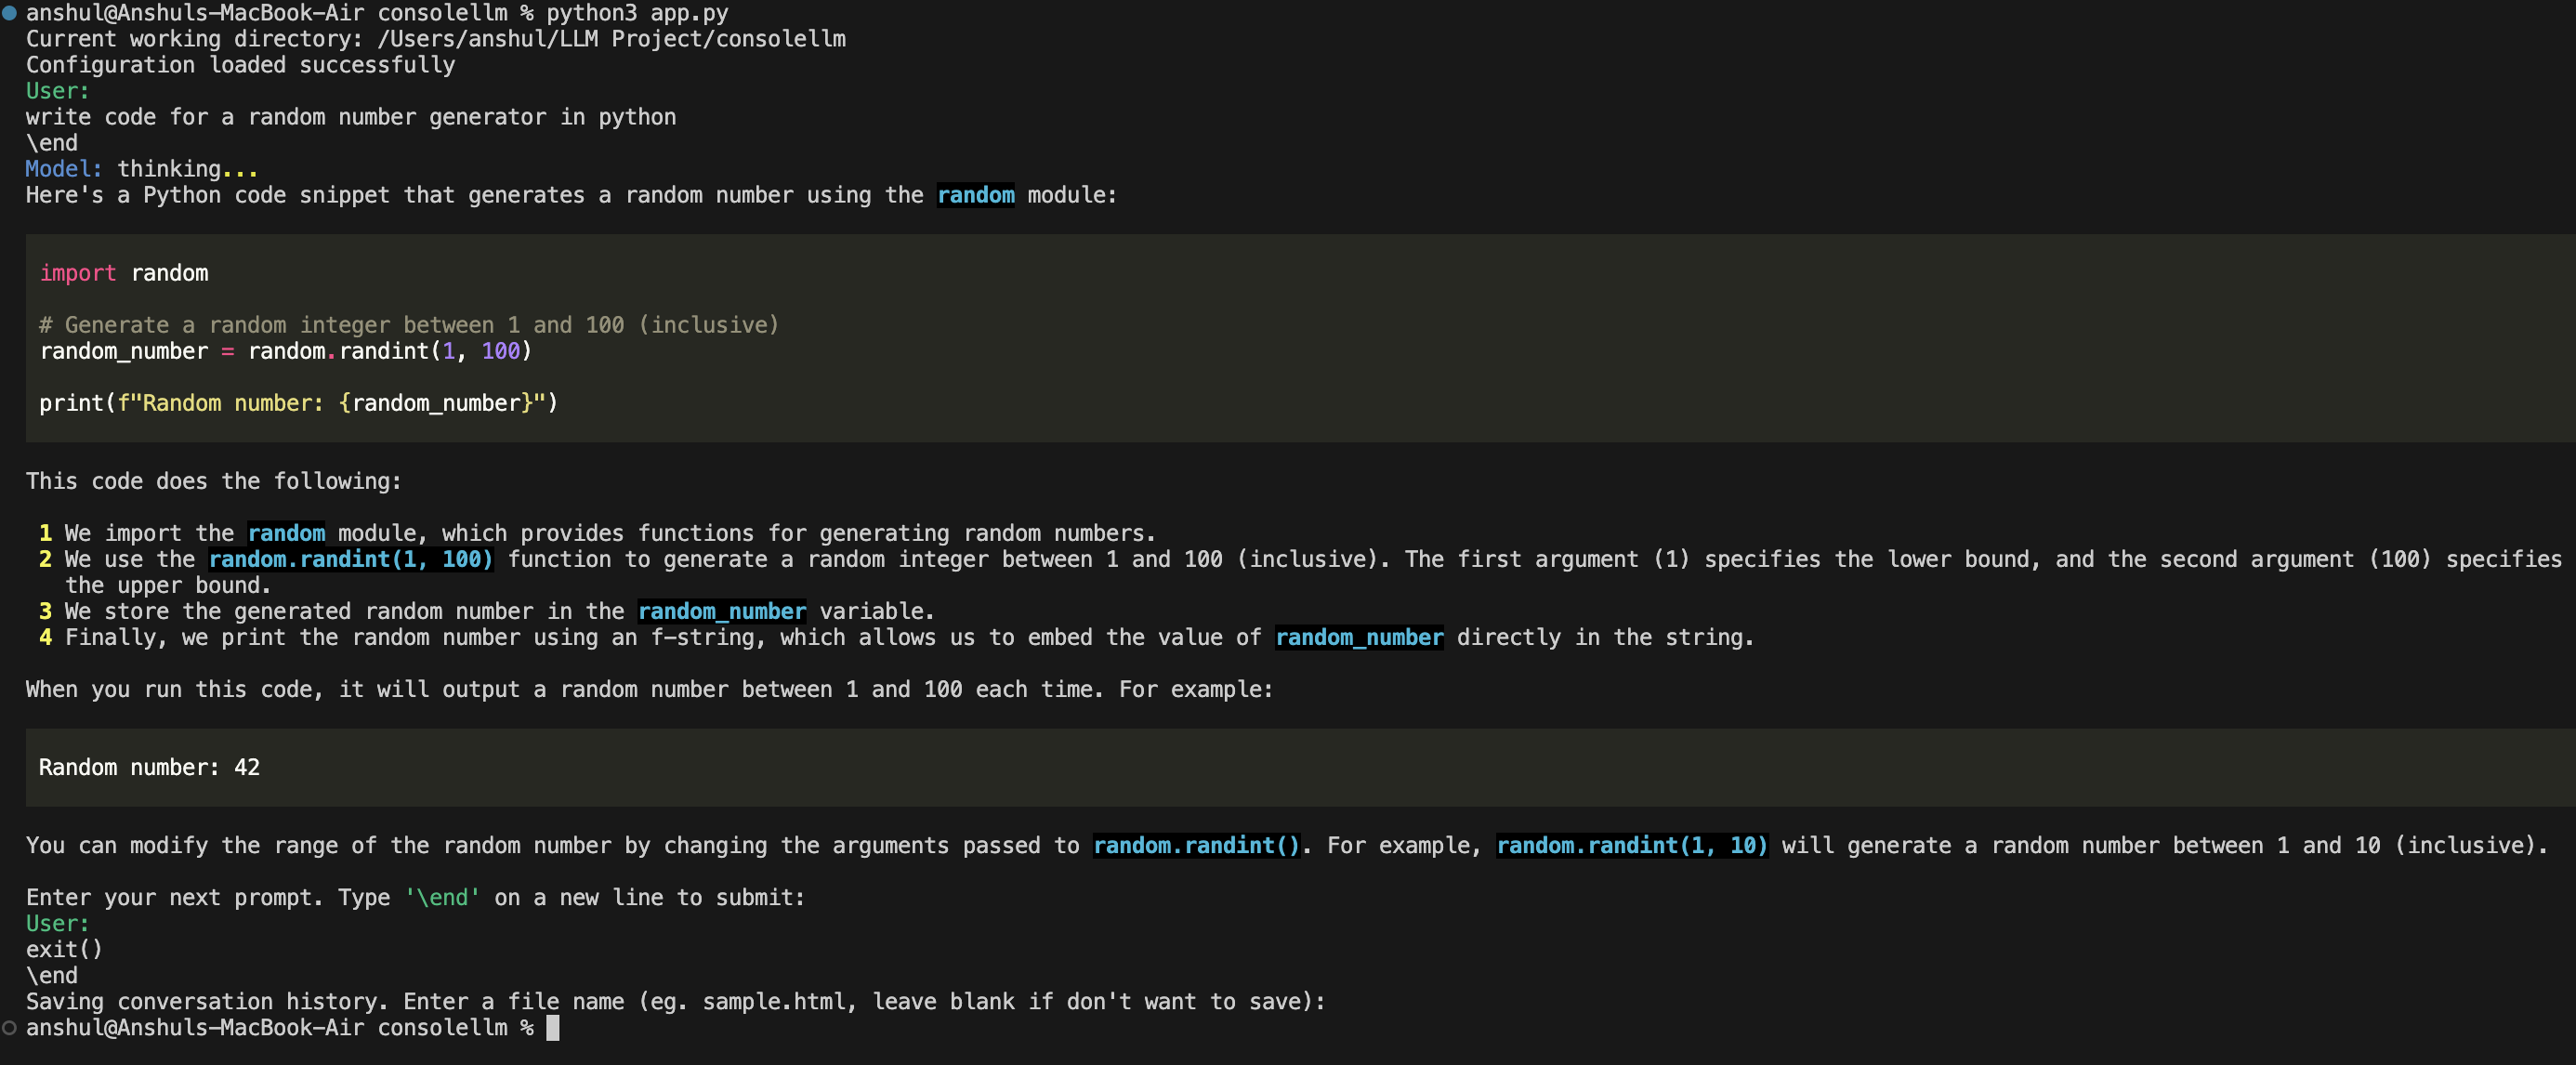 anshul@Anshuls-MacBook-Air consolellm % python3 app.py
Current working directory: /Users/anshul/LLM Project/consolellm
Configuration loaded successfully
User:
write code for a random number generator in python
\end
Model: thinking...
Here's a Python code snippet that generates a random number using the random module:
import random
# Generate a random integer between 1 and 100 (inclusive)
random_number = random.randint(1, 100)
print(f"Random number: {random_number}")
This code does the following:
1 We import the random module, which provides functions for generating random numbers.
2 We use the random.randint(1, 100) function to generate a random integer between 1 and 100 (inclusive). The first argument (1) specifies the lower bound, and the second argument (100) specifies
the upper bound.
3 We store the generated random number in the random_number variable.
4 Finally, we print the random number using an f-string, which allows us to embed the value of random_number directly in the string.
When you run this code, it will output a random number between 1 and 100 each time. For example:
Random number: 42
You can modify the range of the random number by changing the arguments passed to random.randint(). For example, random.randint(1, 10) will generate a random number between 1 and 10 (inclusive).
Enter your next prompt. Type '\end' on a new line to submit:
User:
exit()
\end
Saving conversation history. Enter a file name (eg. sample.html, leave blank if don't want to save):
anshul@Anshuls-MacBook-Air consolellm %